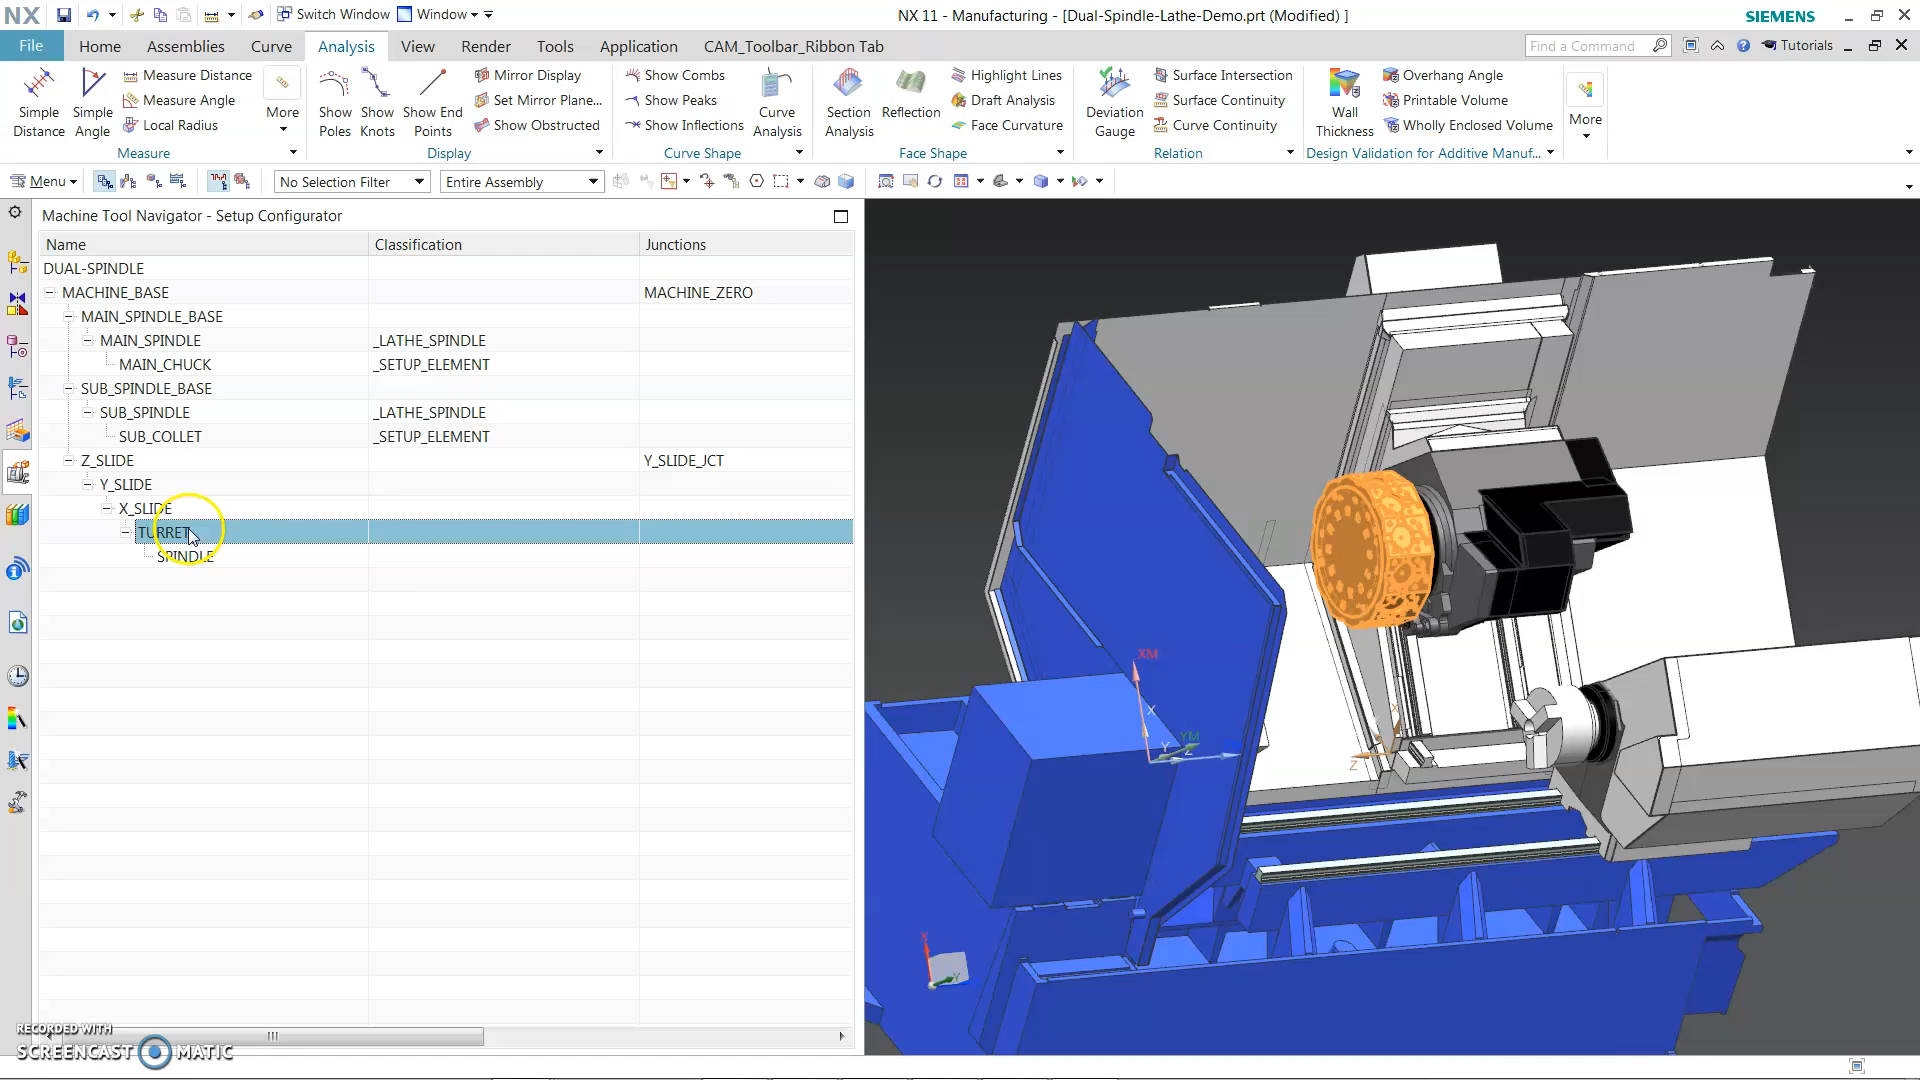 NX
Switch Window
Window
NX 11 - Manufacturing - [Dual-Spindle-Lathe-Demo.prt (Modified) ]
SIEMENS
File
Home
Assemblies
Curve
Analysis
View
Render
Tools
Application
CAM_Toolbar_Ribbon Tab
Find a Command
Tutorials
Simple Distance
Simple Angle
Measure Distance
Measure Angle
Local Radius
More
Measure
Show Poles
Show Knots
Show End Points
Mirror Display
Set Mirror Plane...
Show Obstructed
Display
Show Combs
Show Peaks
Show Inflections
Curve Analysis
Curve Shape
Section Analysis
Reflection
Highlight Lines
Draft Analysis
Face Curvature
Face Shape
Deviation Gauge
Surface Intersection
Surface Continuity
Curve Continuity
Relation
Wall Thickness
Overhang Angle
Printable Volume
Wholly Enclosed Volume
Design Validation for Additive Manuf...
More
Menu
No Selection Filter
Entire Assembly
Machine Tool Navigator - Setup Configurator
Name Classification Junctions
DUAL-SPINDLE
MACHINE_BASE MACHINE_ZERO
MAIN_SPINDLE_BASE
MAIN_SPINDLE _LATHE_SPINDLE
MAIN_CHUCK _SETUP_ELEMENT
SUB_SPINDLE_BASE
SUB_SPINDLE _LATHE_SPINDLE
SUB_COLLET _SETUP_ELEMENT
Z_SLIDE Y_SLIDE_JCT
Y_SLIDE
X_SLIDE
TURRET
SPINDLE
XM
X
YM
Y
Z
X
Z
X
Y
RECORDED WITH
SCREENCAST MATIC